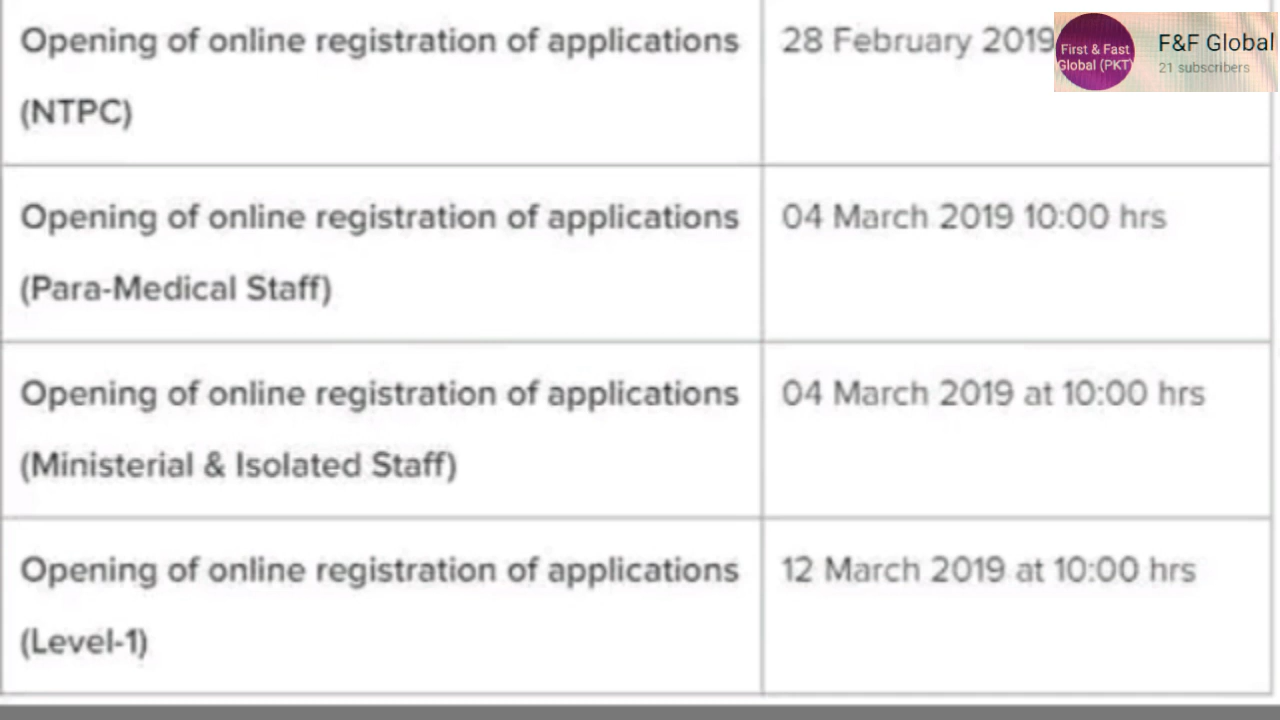 Opening of online registration of applications
(NTPC)
28 February 2019
First & Fast
Global (PKT)
F&F Global
21 subscribers
Opening of online registration of applications
(Para-Medical Staff)
04 March 2019 10:00 hrs
Opening of online registration of applications
(Ministerial & Isolated Staff)
04 March 2019 at 10:00 hrs
Opening of online registration of applications
(Level-1)
12 March 2019 at 10:00 hrs